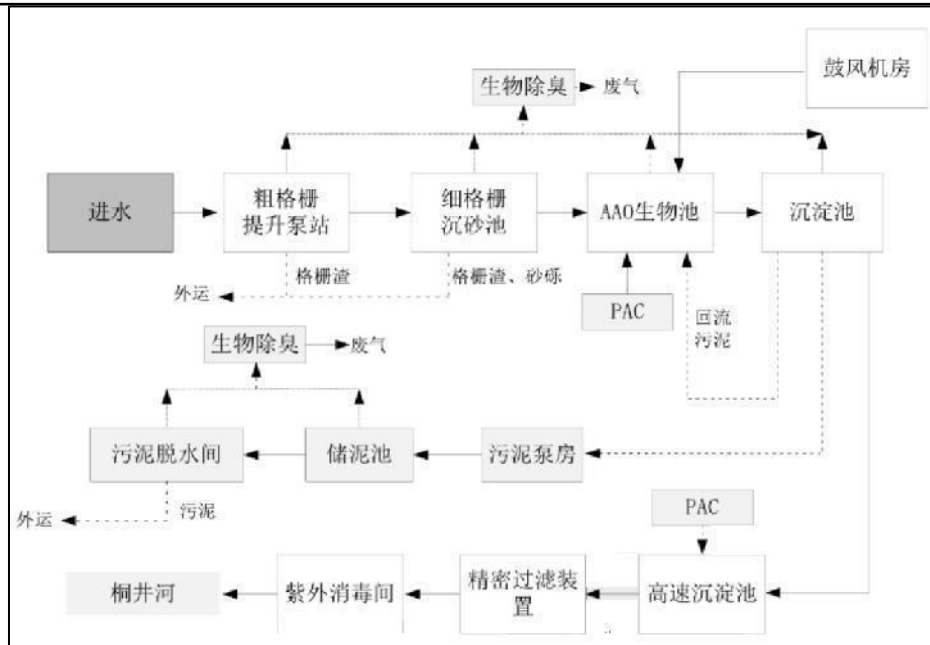 生物除臭
废气
鼓风机房
进水
粗格栅
提升泵站
细格栅
沉砂池
AAO生物池
沉淀池
格栅渣
格栅渣、砂砾
外运
PAC
回流
污泥
生物除臭
废气
污泥脱水间
储泥池
污泥泵房
外运
污泥
PAC
桐井河
紫外消毒间
精密过滤装
置
高速沉淀池